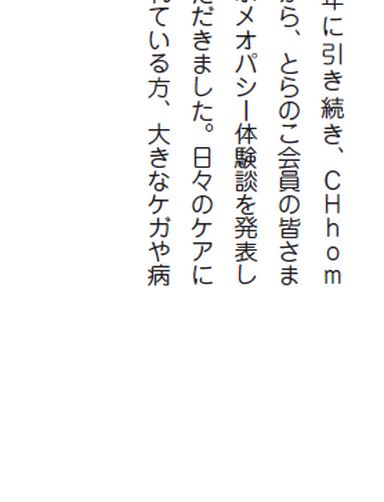 年に引き続き、CHhom
から、とらのこ会員の皆さま
ホメオパシー体験談を発表し
ただきました。日々のケアに
れている方、大きなケガや病